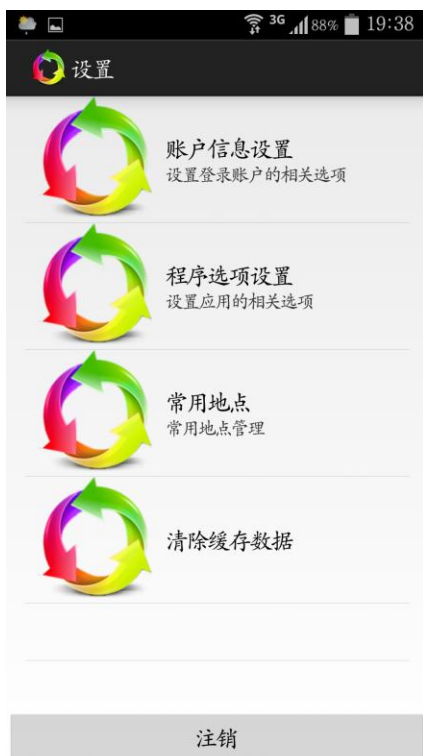 3G 88% 19:38
设置
账户信息设置
设置登录账户的相关选项
程序选项设置
设置应用的相关选项
常用地点
常用地点管理
清除缓存数据
注销